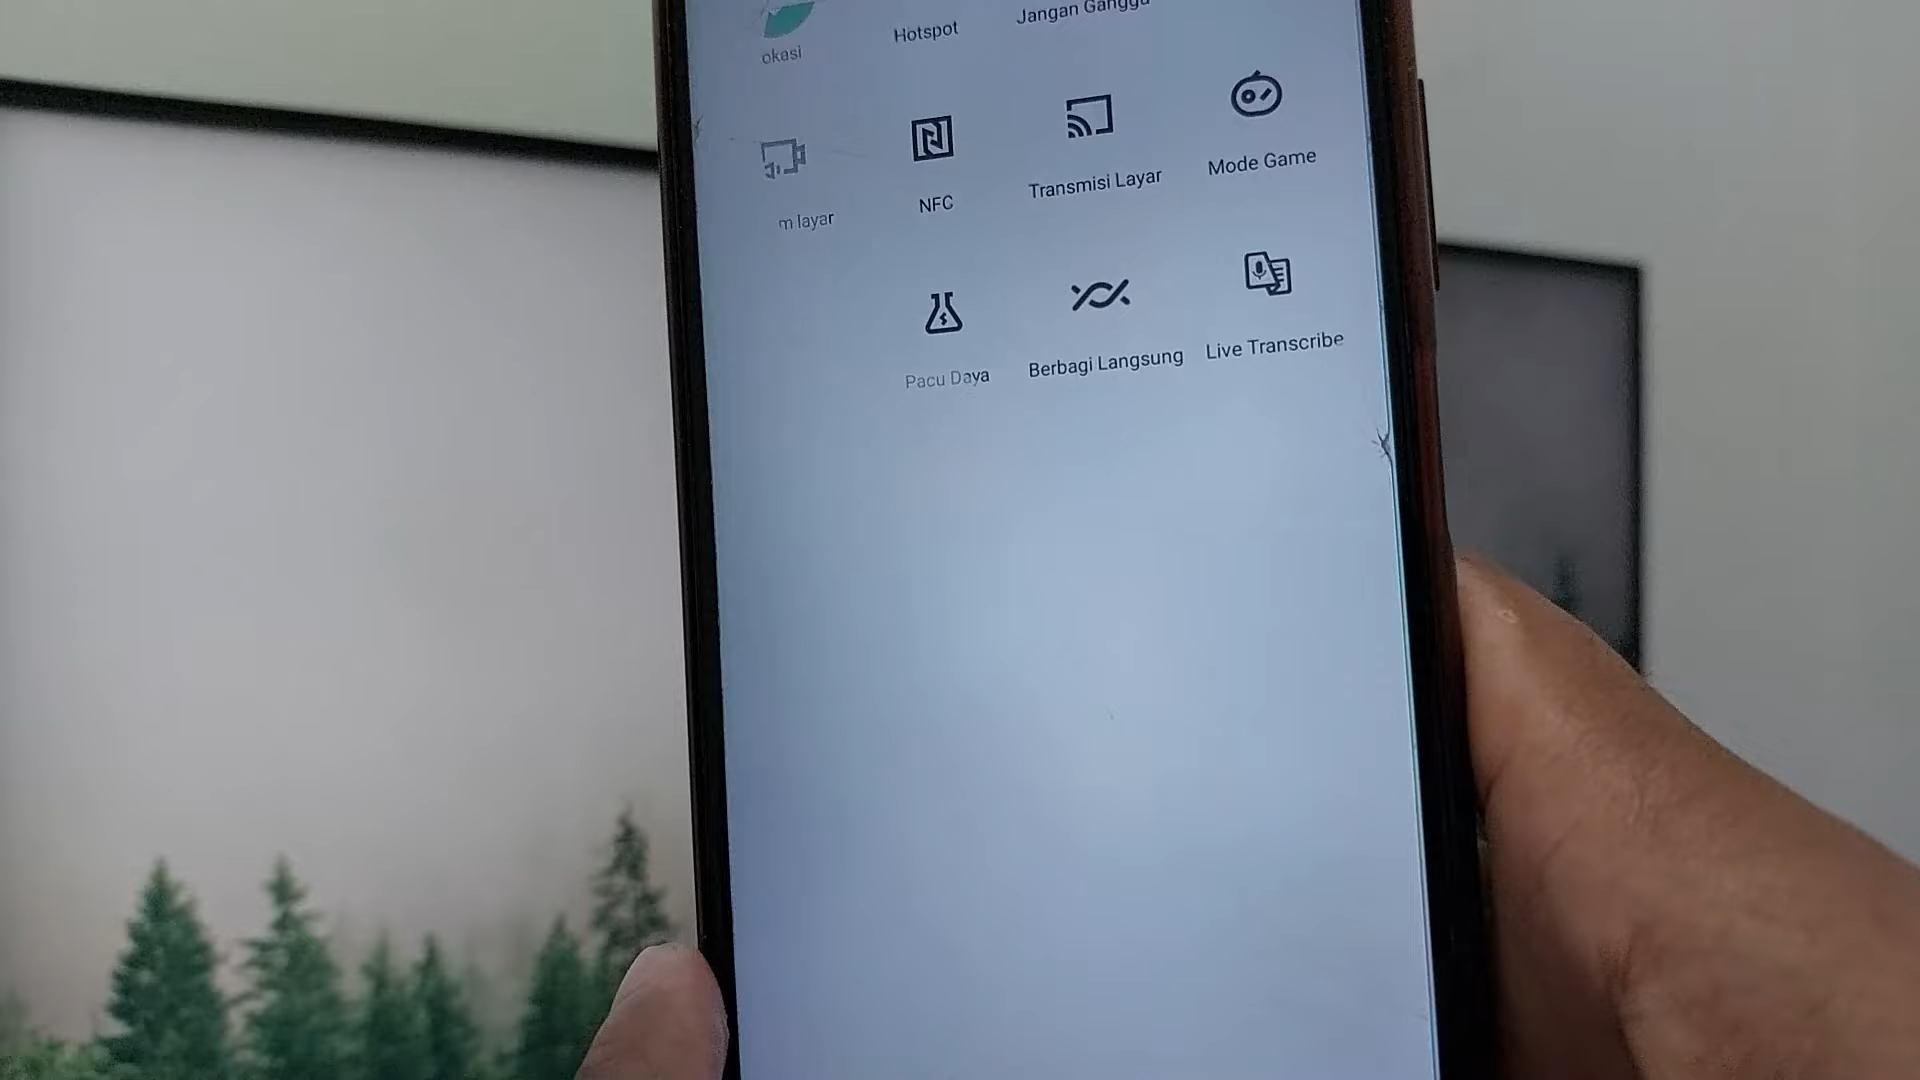 okasi
Hotspot
Jangan Ganggu
m layar
NFC
Transmisi Layar
Mode Game
Pacu Daya
Berbagi Langsung
Live Transcribe